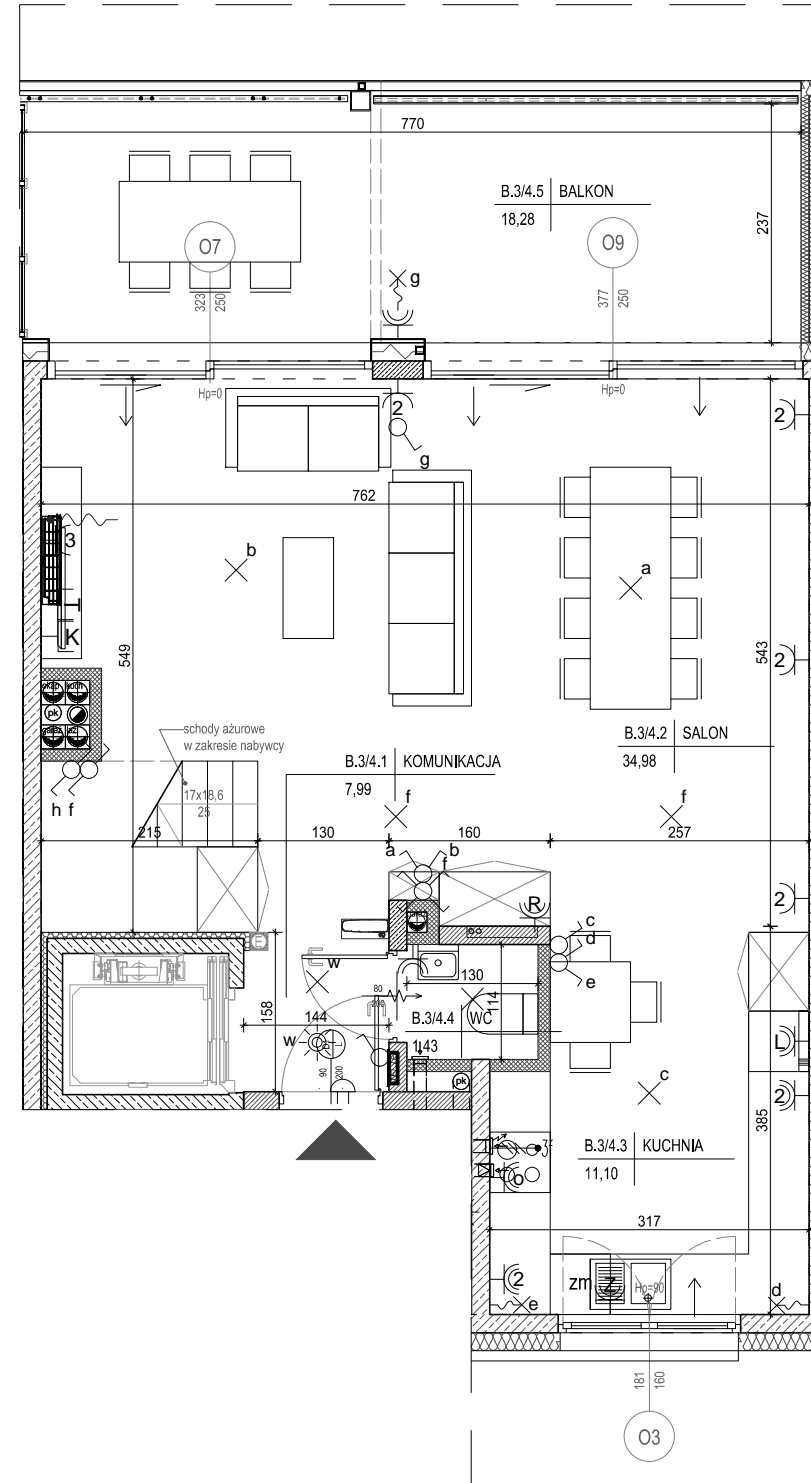 770
B.3/4.5 BALKON
18,28
237
O7
O9
323
250
377
250
g
Hp=0
Hp=0
2
g
2
762
3
K
b
a
549
543
2
schody ażurowe
w zakresie nabywcy
B.3/4.2 SALON
34,98
B.3/4.1 KOMUNIKACJA
7,99
pk
h f
17x18,6
25
f
f
215
130
160
257
a
b
f
2
R
c
d
e
w
130
114
80
200
158
144
B.3/4.4 WC
143
w
L
90
200
pk
c
2
385
3f
B.3/4.3 KUCHNIA
11,10
317
2
zm.
Z
Hp=90
e
d
181
160
O3